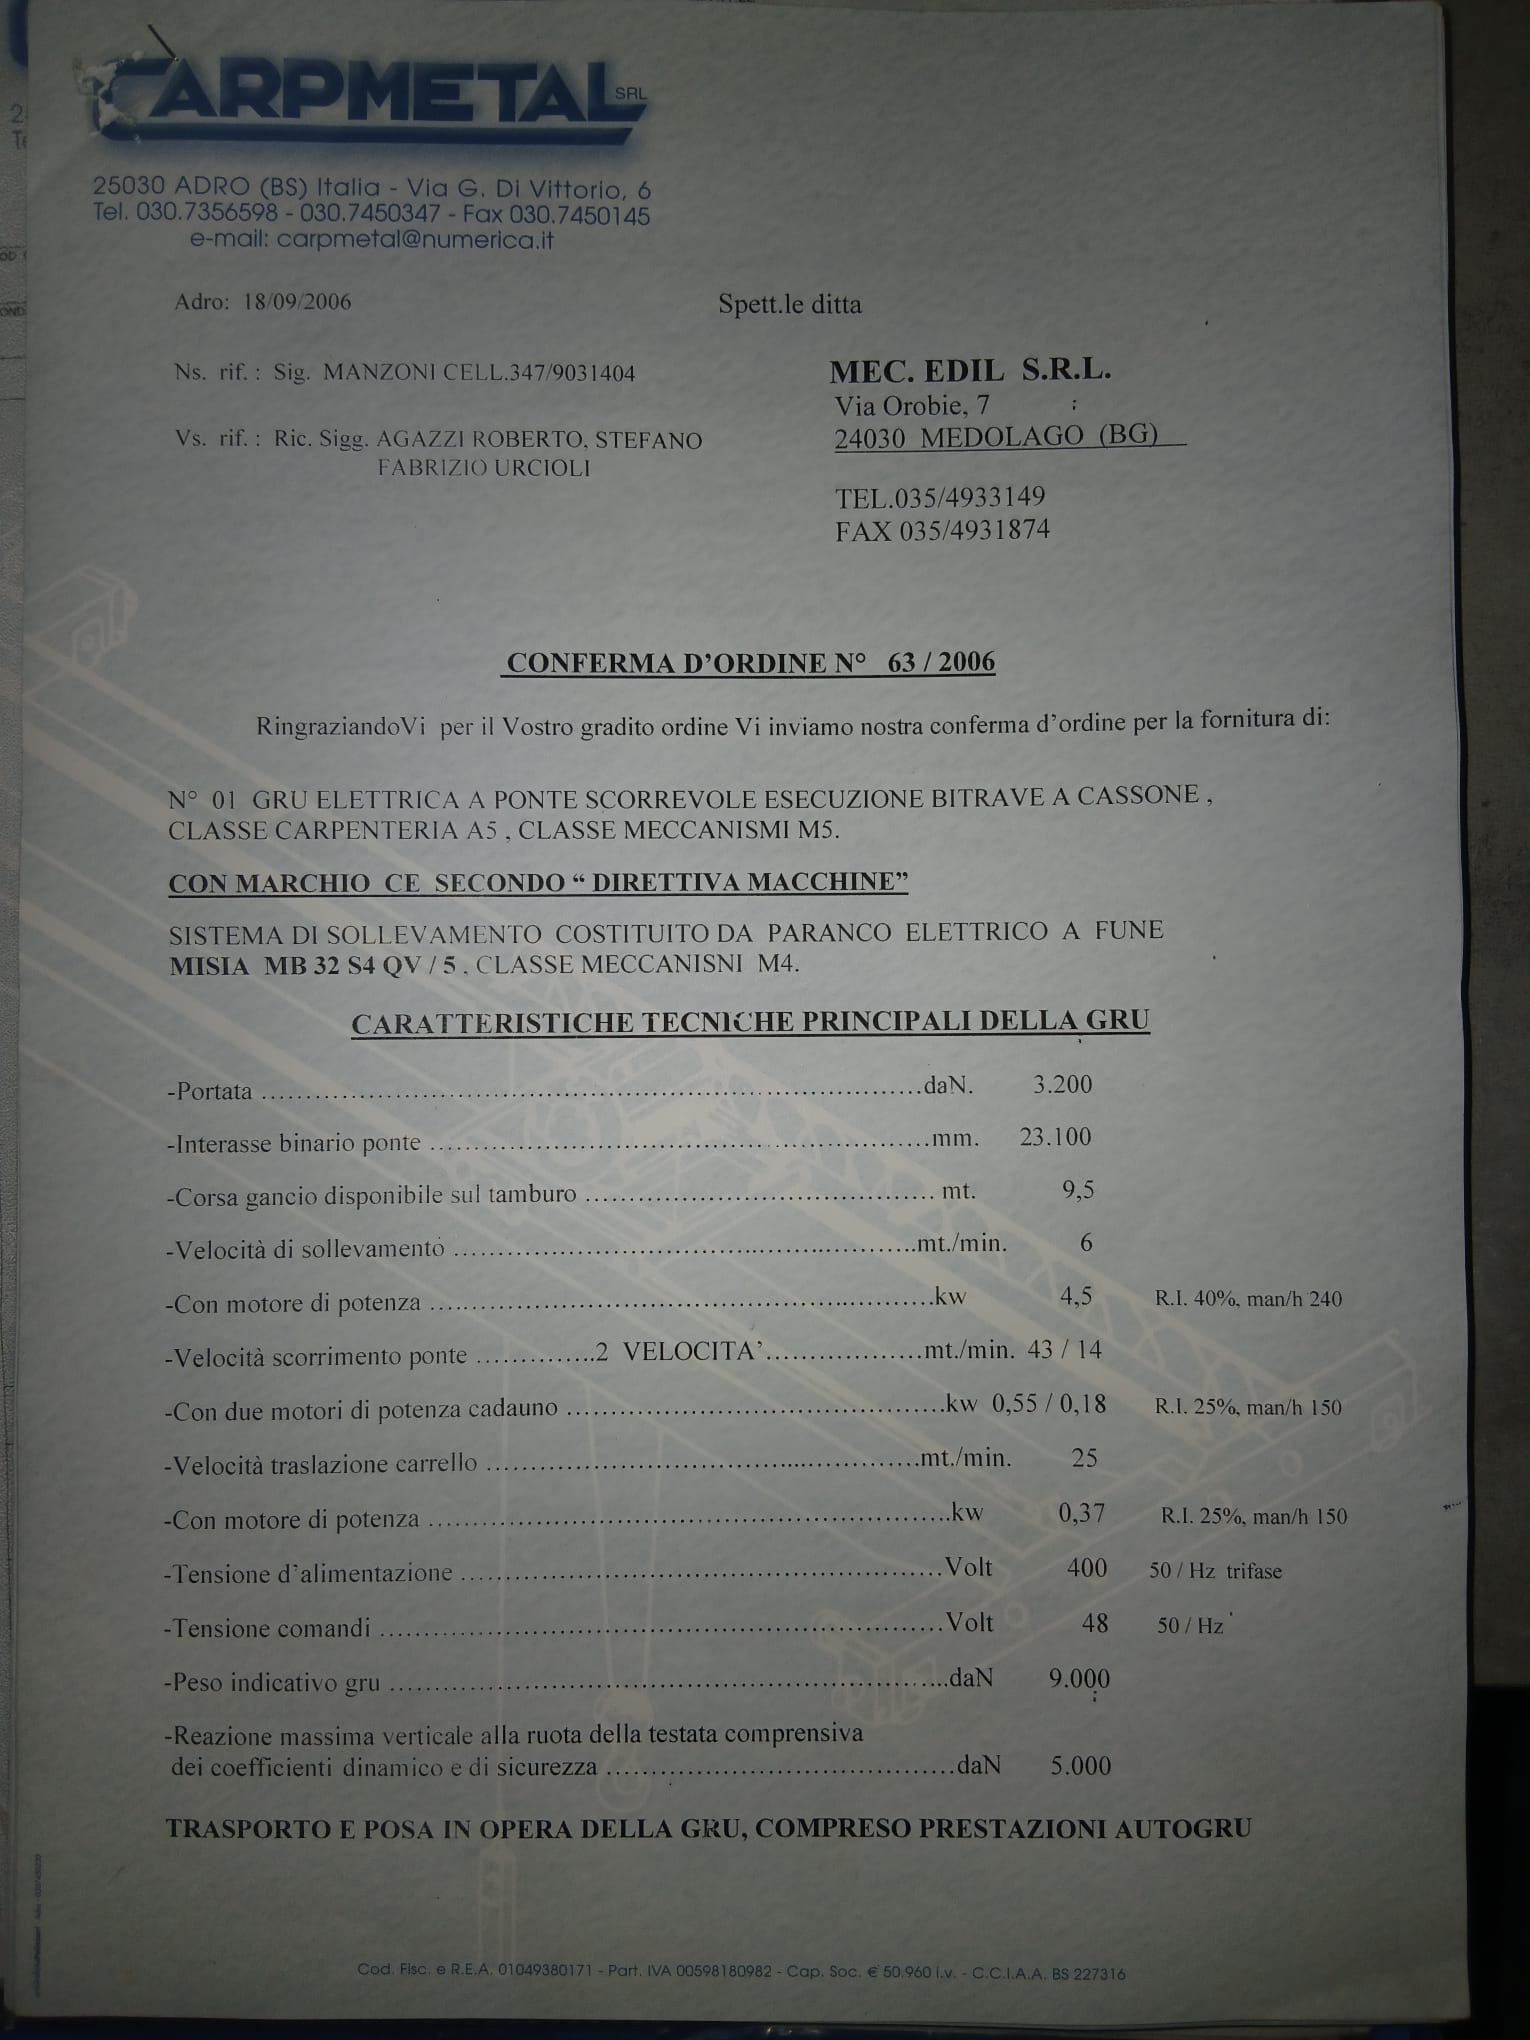 CARPMETAL SRL
25030 ADRO (BS) Italia - Via G. Di Vittorio, 6
Tel. 030.7356598 - 030.7450347 - Fax 030.7450145
e-mail: carpmetal@numerica.it
Adro: 18/09/2006
Spett.le ditta
Ns. rif. : Sig. MANZONI CELL.347/9031404
MEC. EDIL S.R.L.
Via Orobie, 7
Vs. rif. : Ric. Sigg. AGAZZI ROBERTO, STEFANO
FABRIZIO URCIOLI
24030 MEDOLAGO (BG)
TEL.035/4933149
FAX 035/4931874
CONFERMA D'ORDINE N° 63 / 2006
RingraziandoVi per il Vostro gradito ordine Vi inviamo nostra conferma d'ordine per la fornitura di:
N° 01 GRU ELETTRICA A PONTE SCORREVOLE ESECUZIONE BITRAVE A CASSONE ,
CLASSE CARPENTERIA A5 , CLASSE MECCANISMI M5.
CON MARCHIO CE SECONDO “ DIRETTIVA MACCHINE”
SISTEMA DI SOLLEVAMENTO COSTITUITO DA PARANCO ELETTRICO A FUNE
MISIA MB 32 S4 QV / 5 , CLASSE MECCANISNI M4.
CARATTERISTICHE TECNICHE PRINCIPALI DELLA GRU
-Portata ........................................daN. 3.200
-Interasse binario ponte ........................................mm. 23.100
-Corsa gancio disponibile sul tamburo ........................................ mt. 9,5
-Velocità di sollevamento ........................................mt./min. 6
-Con motore di potenza ........................................kw 4,5 R.I. 40%, man/h 240
-Velocità scorrimento ponte .............2 VELOCITA'....................mt./min. 43 / 14
-Con due motori di potenza cadauno ........................................kw 0,55 / 0,18 R.I. 25%, man/h 150
-Velocità traslazione carrello ........................................mt./min. 25
-Con motore di potenza ........................................kw 0,37 R.I. 25%, man/h 150
-Tensione d'alimentazione ........................................Volt 400 50 / Hz trifase
-Tensione comandi ........................................Volt 48 50 / Hz
-Peso indicativo gru ........................................daN 9.000
-Reazione massima verticale alla ruota della testata comprensiva
dei coefficienti dinamico e di sicurezza ........................................daN 5.000
TRASPORTO E POSA IN OPERA DELLA GRU, COMPRESO PRESTAZIONI AUTOGRU
Cod. Fisc. e R.E.A. 01049380171 - Part. IVA 00598180982 - Cap. Soc. € 50.960 i.v. - C.C.I.A.A. BS 227316